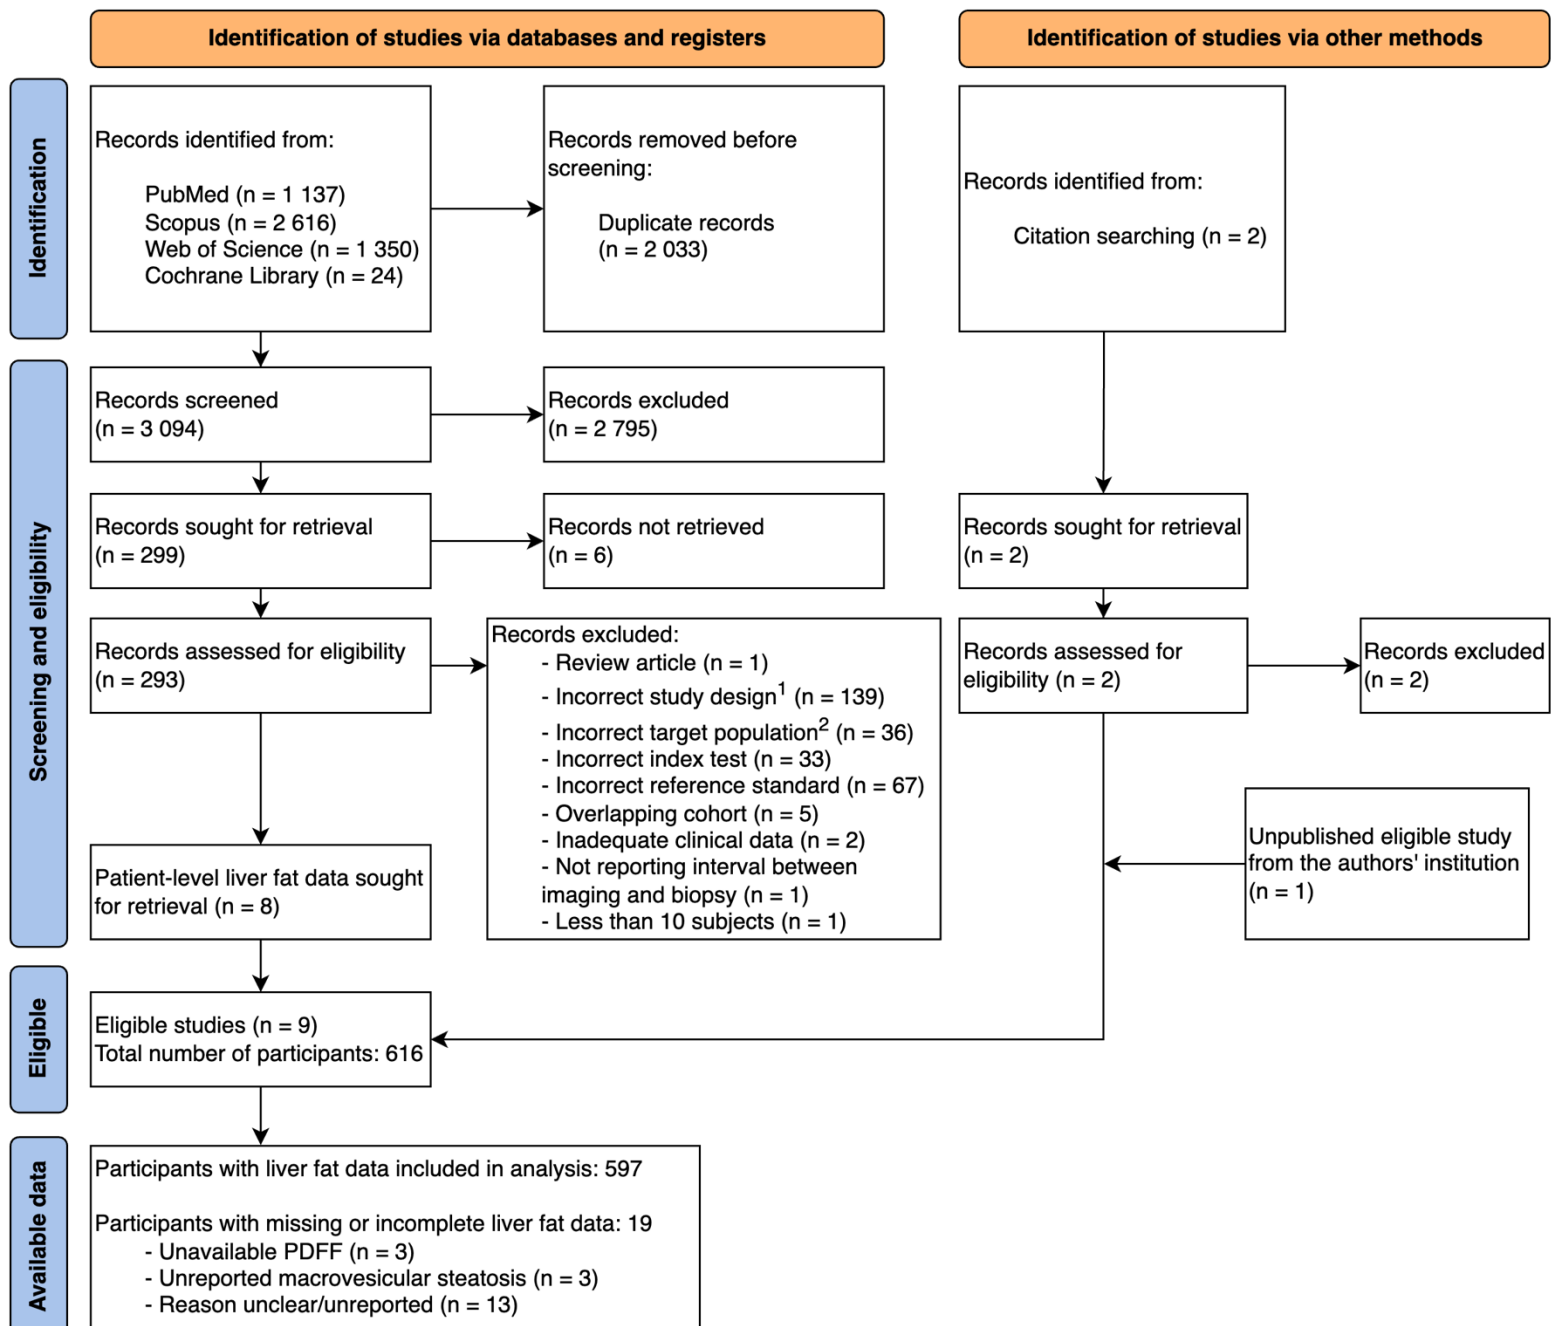 Identification of studies via databases and registers
Identification of studies via other methods
Identification
Records identified from:
PubMed (n = 1 137)
Scopus (n = 2 616)
Web of Science (n = 1 350)
Cochrane Library (n = 24)
Records removed before
screening:
Duplicate records
(n = 2 033)
Records identified from:
Citation searching (n = 2)
Screening and eligibility
Records screened
(n = 3 094)
Records excluded
(n = 2 795)
Records sought for retrieval
(n = 299)
Records not retrieved
(n = 6)
Records sought for retrieval
(n = 2)
Records assessed for eligibility
(n = 293)
Records excluded:
- Review article (n = 1)
- Incorrect study design¹ (n = 139)
- Incorrect target population² (n = 36)
- Incorrect index test (n = 33)
- Incorrect reference standard (n = 67)
- Overlapping cohort (n = 5)
- Inadequate clinical data (n = 2)
- Not reporting interval between
imaging and biopsy (n = 1)
- Less than 10 subjects (n = 1)
Records assessed for
eligibility (n = 2)
Records excluded
(n = 2)
Unpublished eligible study
from the authors' institution
(n = 1)
Patient-level liver fat data sought
for retrieval (n = 8)
Eligible
Eligible studies (n = 9)
Total number of participants: 616
Available data
Participants with liver fat data included in analysis: 597
Participants with missing or incomplete liver fat data: 19
- Unavailable PDFF (n = 3)
- Unreported macrovesicular steatosis (n = 3)
- Reason unclear/unreported (n = 13)